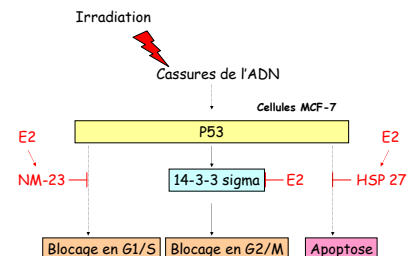 Irradiation
Cassures de l'ADN
Cellules MCF-7
E2
P53
E2
NM-23
14-3-3 sigma
E2
HSP 27
Blocage en G1/S
Blocage en G2/M
Apoptose